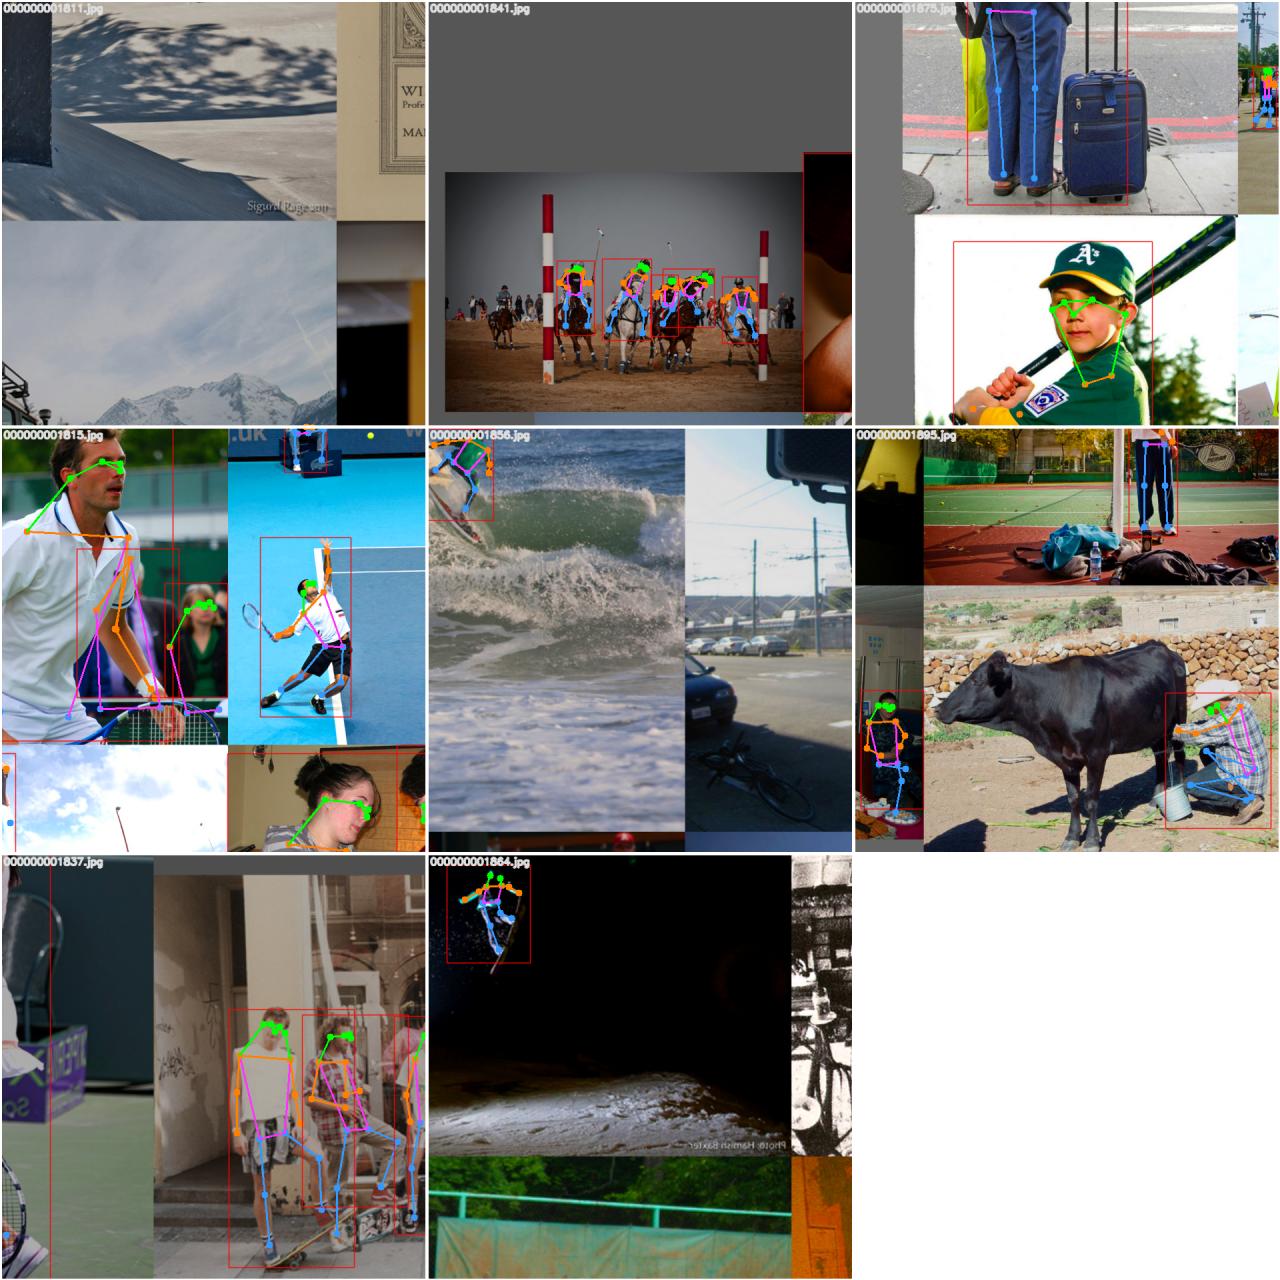 000000001811.jpg
000000001841.jpg
000000001875.jpg
WI
Profe
MAI
Sigurd Rage
A's
000000001815.jpg
.uk
000000001856.jpg
000000001895.jpg
000000001837.jpg
000000001864.jpg
Photo: Hamish Baxter